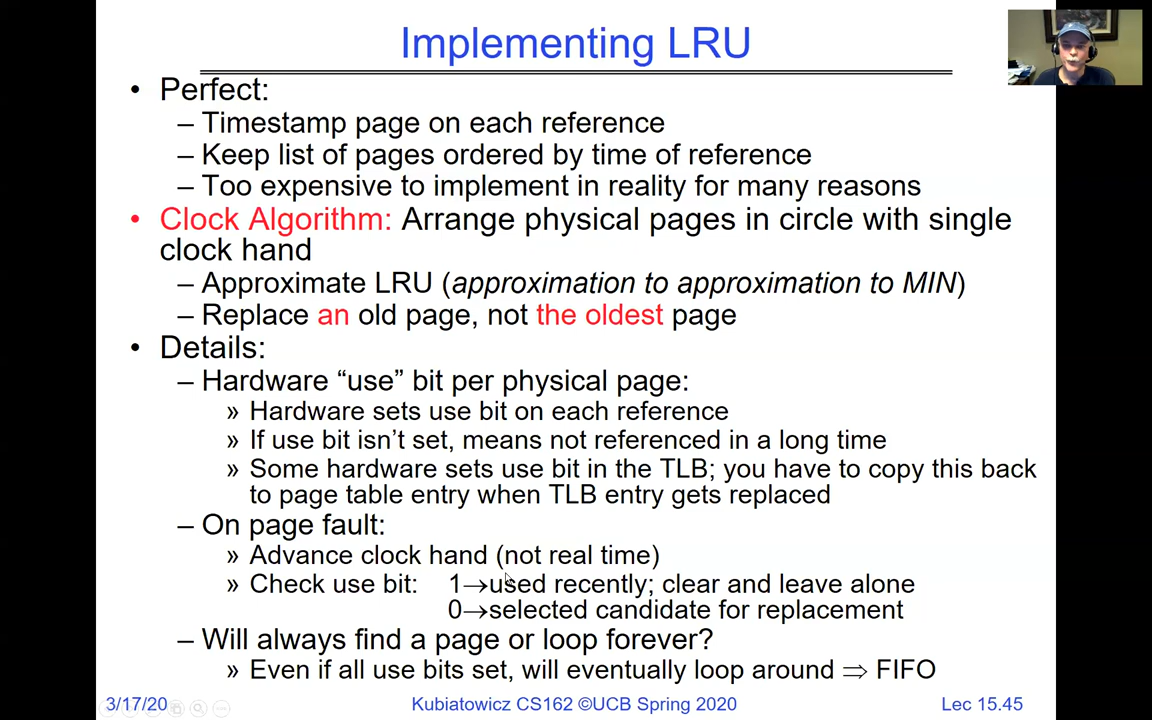 Implementing LRU
• Perfect:
– Timestamp page on each reference
– Keep list of pages ordered by time of reference
– Too expensive to implement in reality for many reasons
• Clock Algorithm: Arrange physical pages in circle with single
clock hand
– Approximate LRU (approximation to approximation to MIN)
– Replace an old page, not the oldest page
• Details:
– Hardware “use” bit per physical page:
» Hardware sets use bit on each reference
» If use bit isn’t set, means not referenced in a long time
» Some hardware sets use bit in the TLB; you have to copy this back
to page table entry when TLB entry gets replaced
– On page fault:
» Advance clock hand (not real time)
» Check use bit: 1→used recently; clear and leave alone
0→selected candidate for replacement
– Will always find a page or loop forever?
» Even if all use bits set, will eventually loop around ⇒ FIFO
3/17/20 Kubiatowicz CS162 ©UCB Spring 2020 Lec 15.45